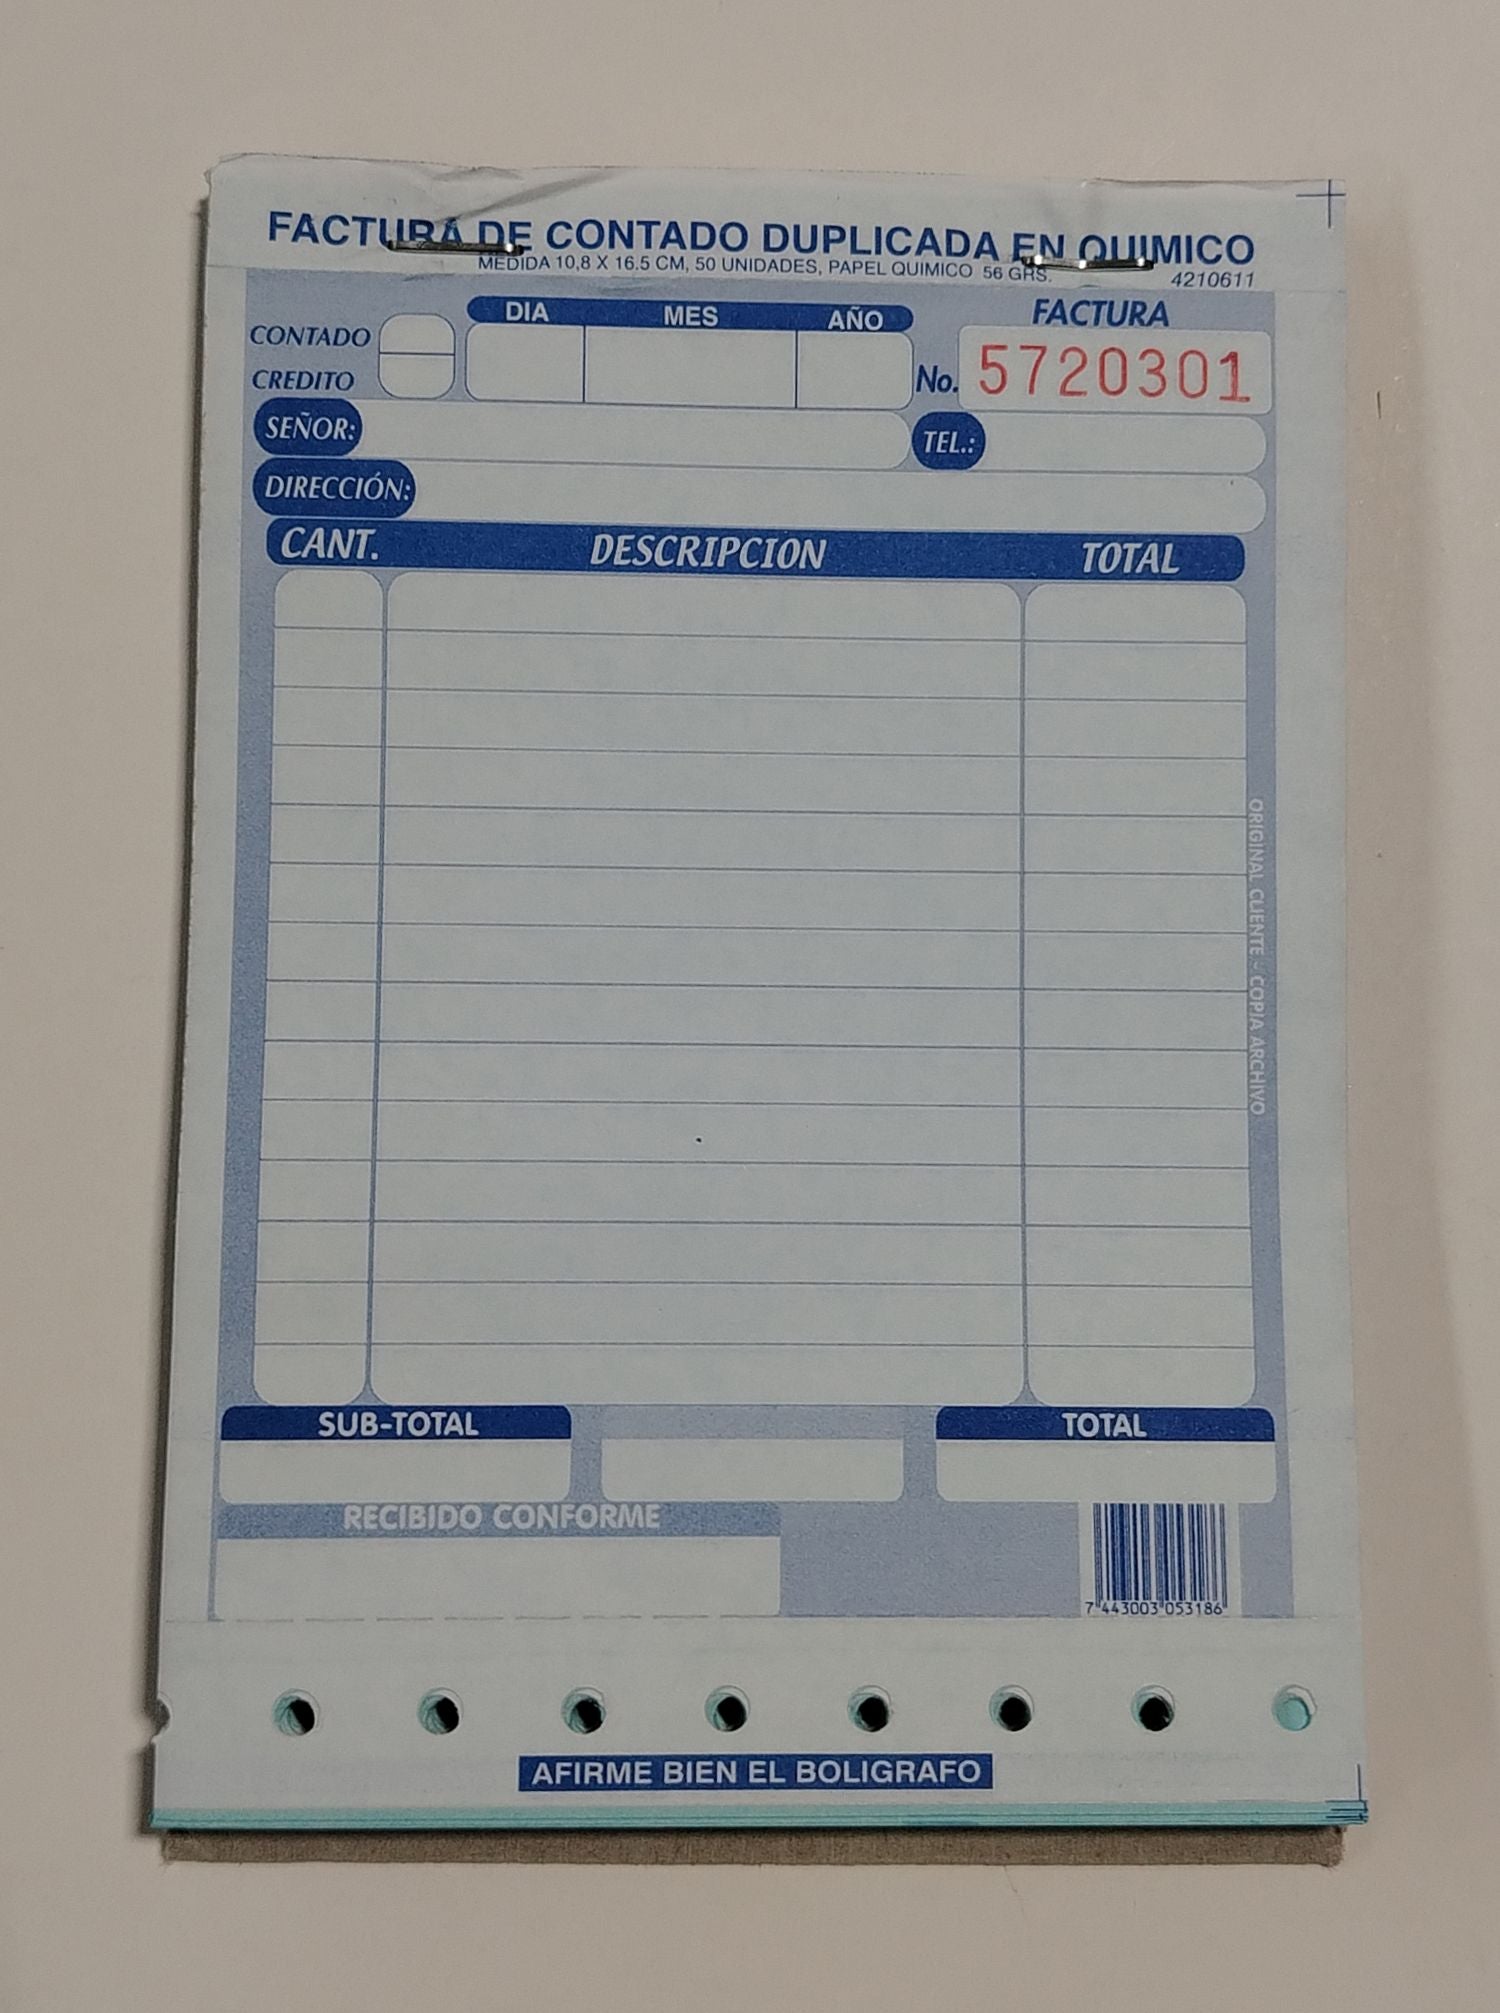 FACTURA DE CONTADO DUPLICADA EN QUIMICO
MEDIDA 10,8 X 16.5 CM, 50 UNIDADES, PAPEL QUIMICO 56 GRS.
4210611
DIA MES AÑO
FACTURA
CONTADO
CREDITO
No. 5720301
SEÑOR: TEL.:
DIRECCIÓN:
CANT. DESCRIPCION TOTAL
ORIGINAL CLIENTE - COPIA ARCHIVO
SUB-TOTAL TOTAL
RECIBIDO CONFORME
7 443003 053186
AFIRME BIEN EL BOLIGRAFO